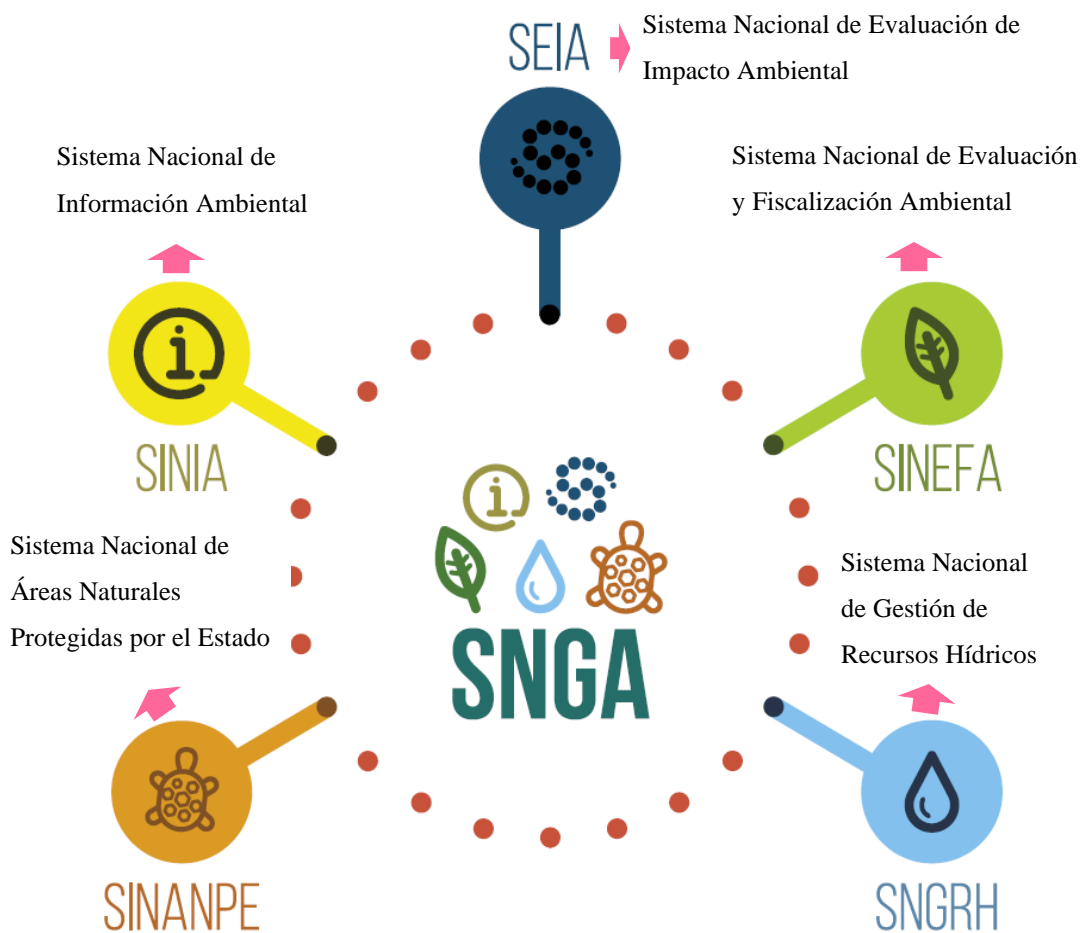 SEIA
Sistema Nacional de Evaluación de
Impacto Ambiental
Sistema Nacional de
Información Ambiental
Sistema Nacional de Evaluación
y Fiscalización Ambiental
i
SINIA
SINEFA
i
Sistema Nacional de
Áreas Naturales
Protegidas por el Estado
Sistema Nacional
de Gestión de
Recursos Hídricos
SNGA
SINANPE
SNGRH